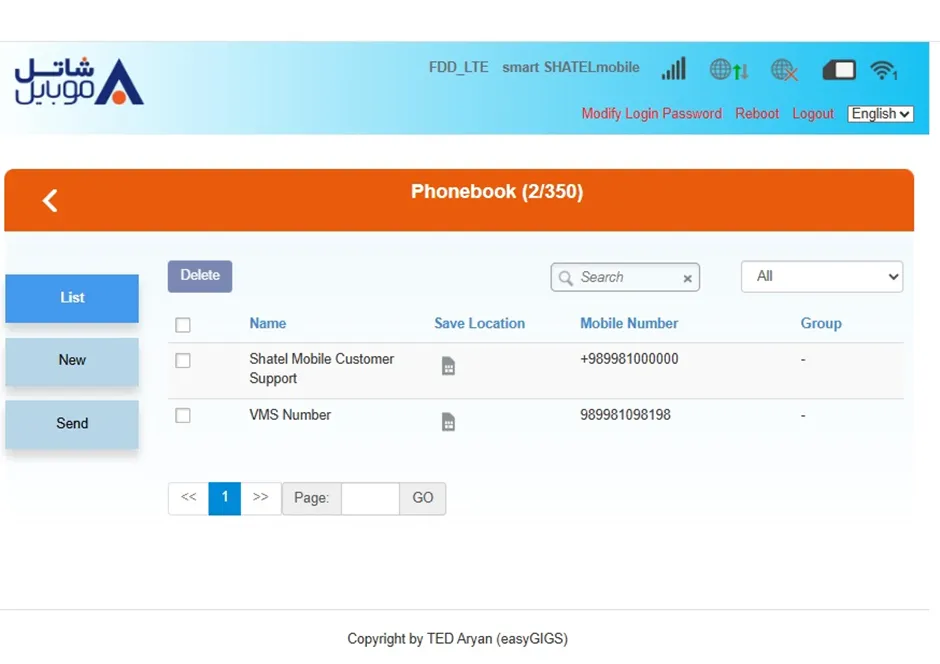 شاتل
موبایل
FDD_LTE smart SHATELmobile
1
Modify Login Password Reboot Logout English
Phonebook (2/350)
Delete
Search ×
All
List
New
Send
Name Save Location Mobile Number Group
Shatel Mobile Customer
Support
+989981000000 -
VMS Number 989981098198 -
<< 1 >> Page: GO
Copyright by TED Aryan (easyGIGS)